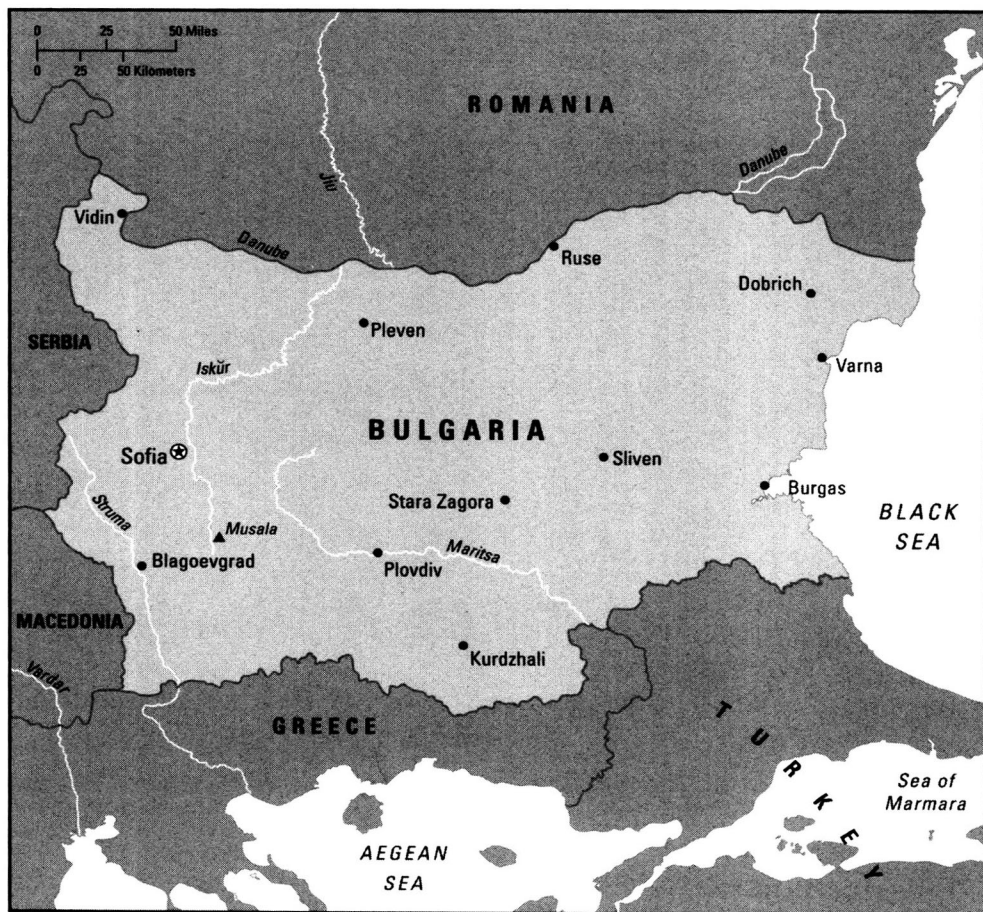 0 25 50 Miles
0 25 50 Kilometers
ROMANIA
Jiu
Danube
Vidin
Danube
Ruse
Dobrich
Pleven
SERBIA
Iskŭr
Varna
BULGARIA
Sofia
Sliven
Stara Zagora
Burgas
Struma
BLACK
SEA
Musala
Maritsa
Blagoevgrad
Plovdiv
MACEDONIA
Kurdzhali
Vardar
GREECE
TURKEY
Sea of
Marmara
AEGEAN
SEA